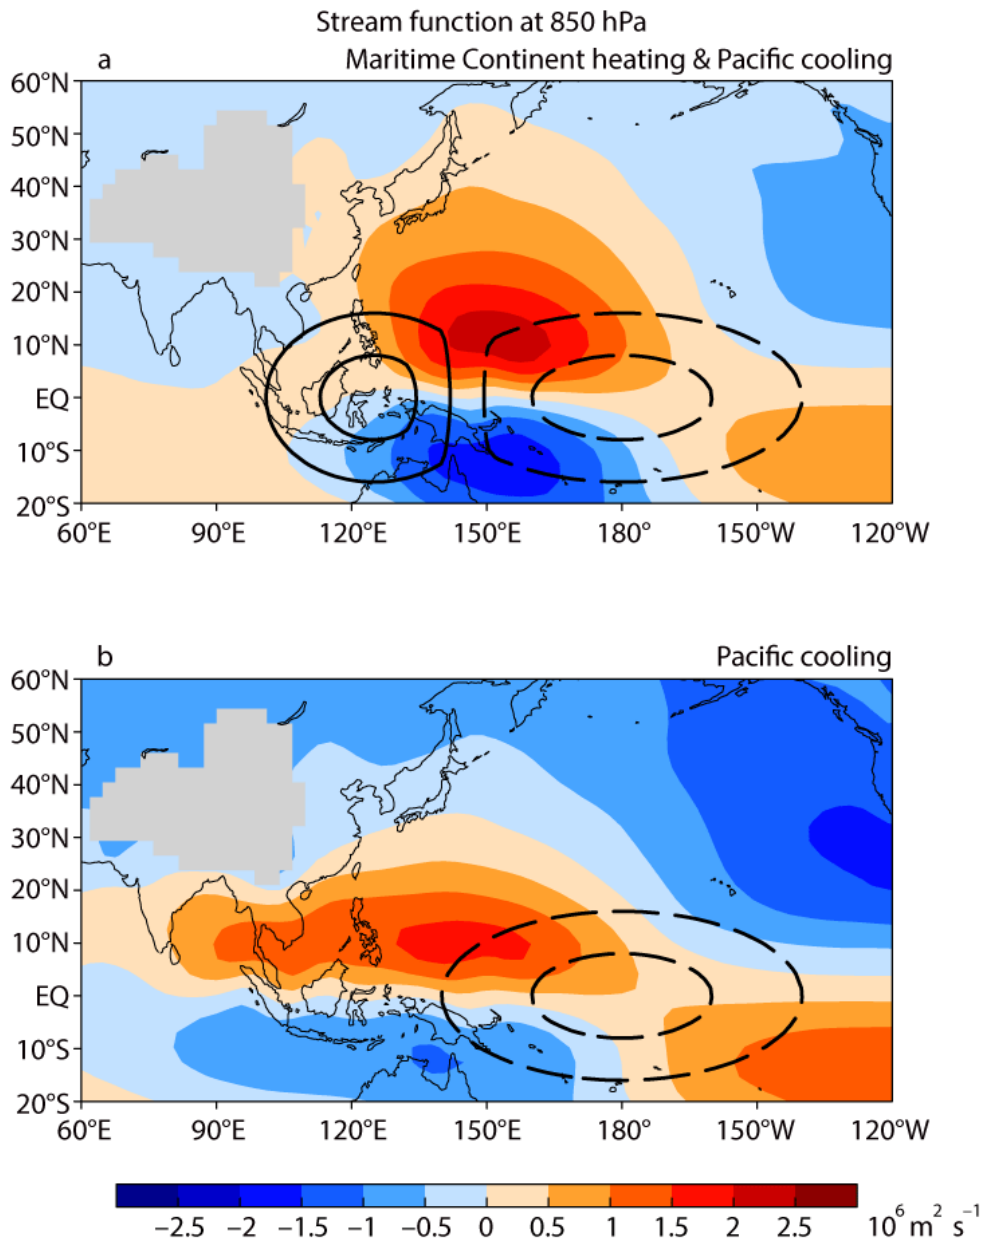 Stream function at 850 hPa
a Maritime Continent heating & Pacific cooling
60°N
50°N
40°N
30°N
20°N
10°N
EQ
10°S
20°S
60°E 90°E 120°E 150°E 180° 150°W 120°W
b Pacific cooling
60°N
50°N
40°N
30°N
20°N
10°N
EQ
10°S
20°S
60°E 90°E 120°E 150°E 180° 150°W 120°W
−2.5 −2 −1.5 −1 −0.5 0 0.5 1 1.5 2 2.5 10⁶ m² s⁻¹